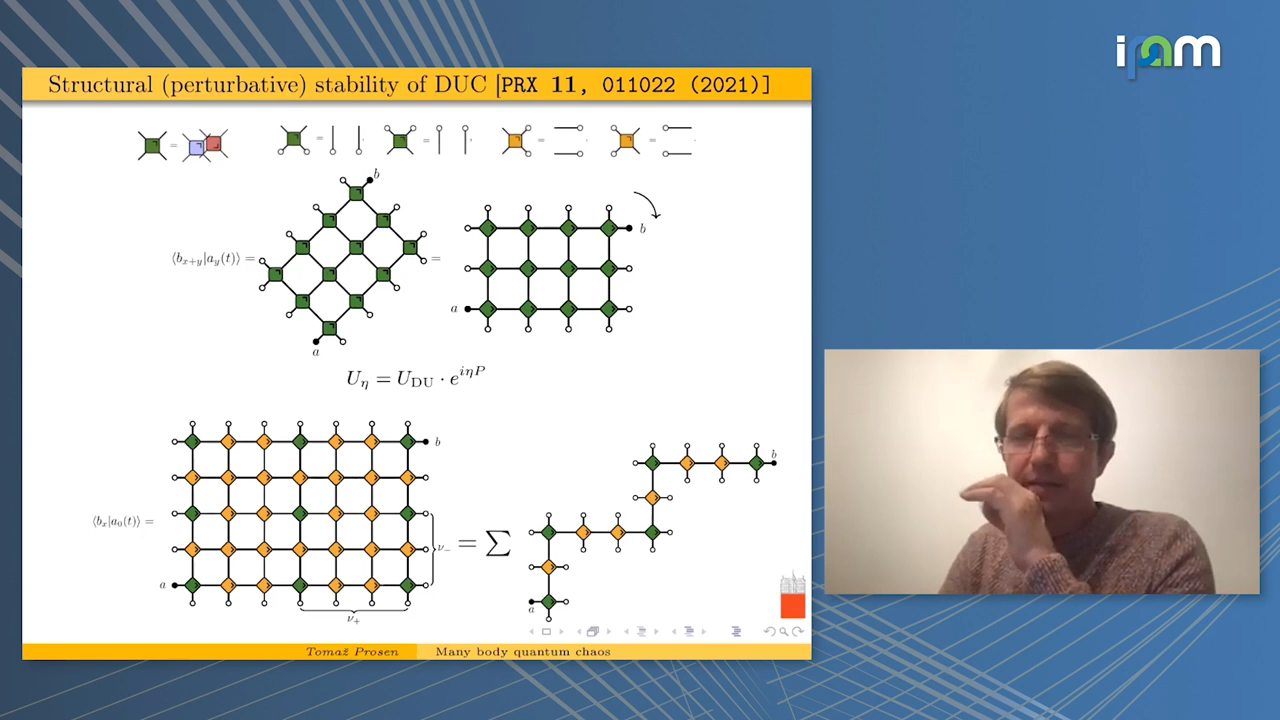 ipam
Structural (perturbative) stability of DUC [PRX 11, 011022 (2021)]
= = = = =
b
⟨b_{x+y}|a_y(t)⟩ = =
b
a
a
U_η = U_DU · e^{iηP}
b
b
⟨b_x|a_0(t)⟩ =
ν_− = ∑
a
a
ν_+
Tomaž Prosen Many body quantum chaos